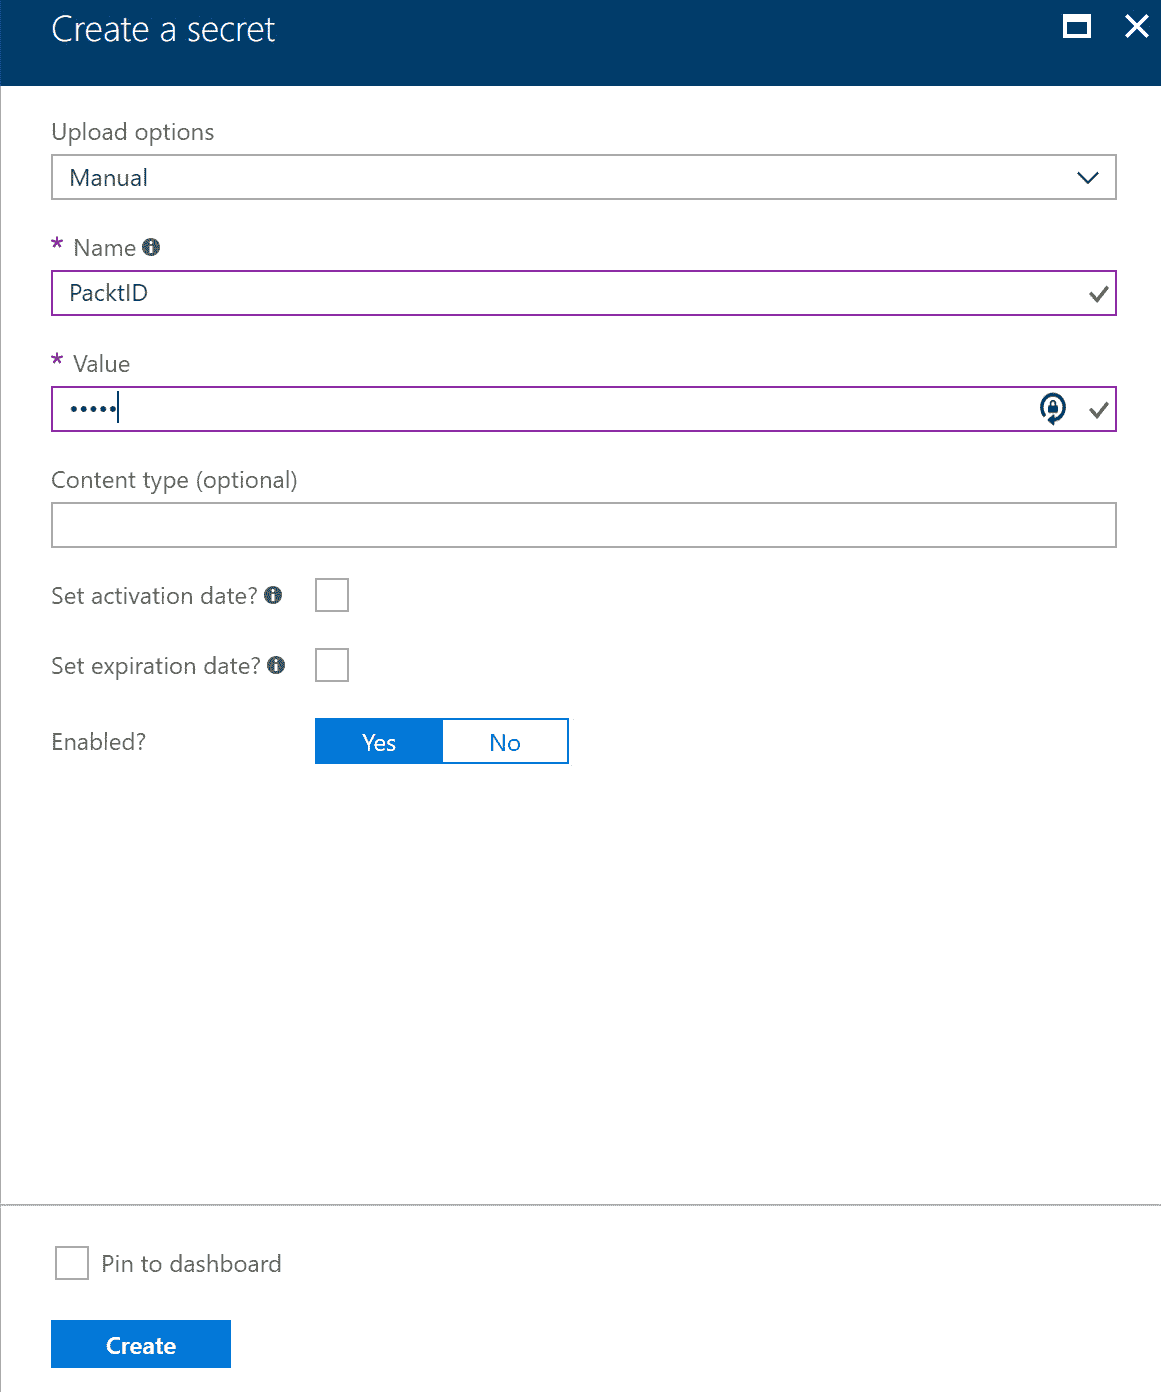 Create a secret
Upload options
Manual
* Name
PacktID
* Value
•••••
Content type (optional)
Set activation date?
Set expiration date?
Enabled? Yes No
Pin to dashboard
Create